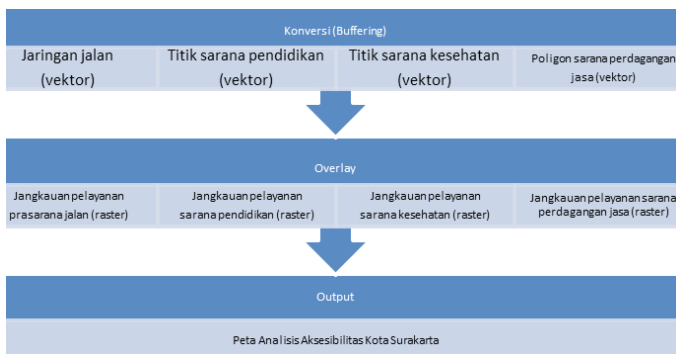 Konversi (Buffering)
Jaringan jalan
(vektor)
Titik sarana pendidikan
(vektor)
Titik sarana kesehatan
(vektor)
Poligon sarana perdagangan
jasa (vektor)
Overlay
Jangkauan pelayanan
prasarana jalan (raster)
Jangkauan pelayanan
sarana pendidikan (raster)
Jangkauan pelayanan
sarana kesehatan (raster)
Jangkauan pelayanan sarana
perdagangan jasa (raster)
Output
Peta Analisis Aksesibilitas Kota Surakarta